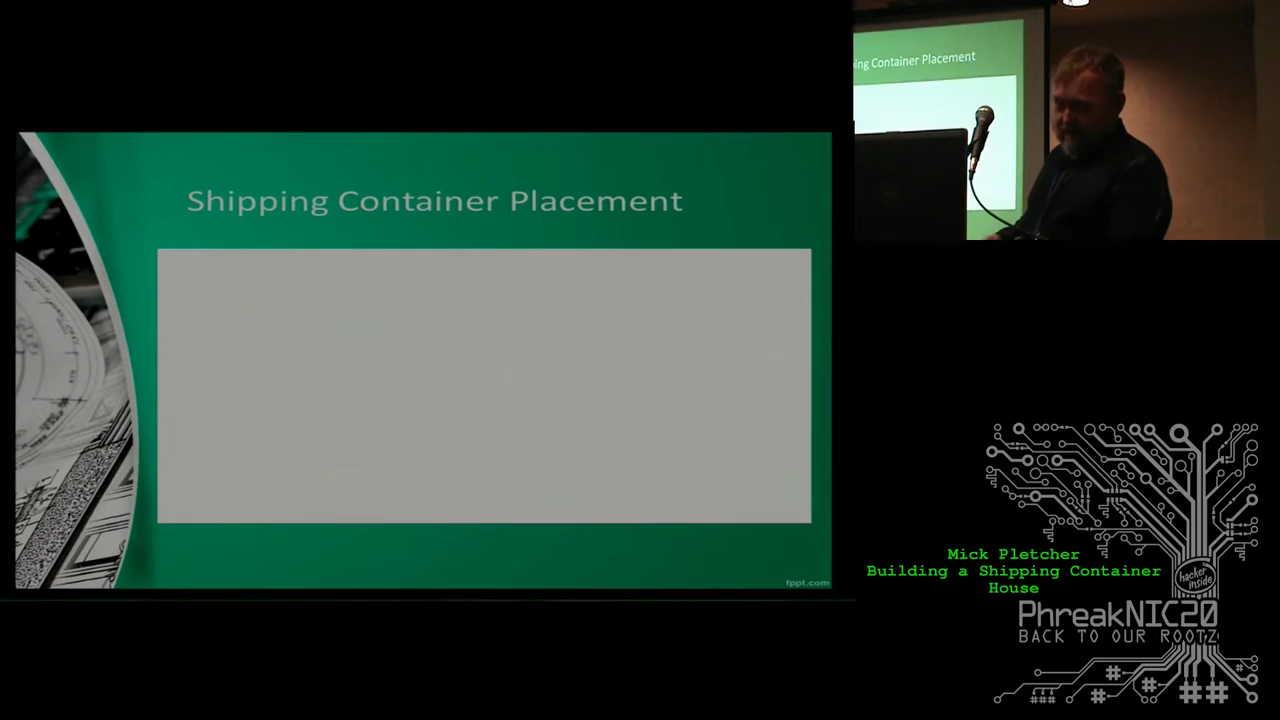 Shipping Container Placement
fppt.com
ing Container Placement
Mick Pletcher
Building a Shipping Container
House
hacker
inside
PhreakNIC20
BACK TO OUR ROOTZ
#
#
###
#
#
##